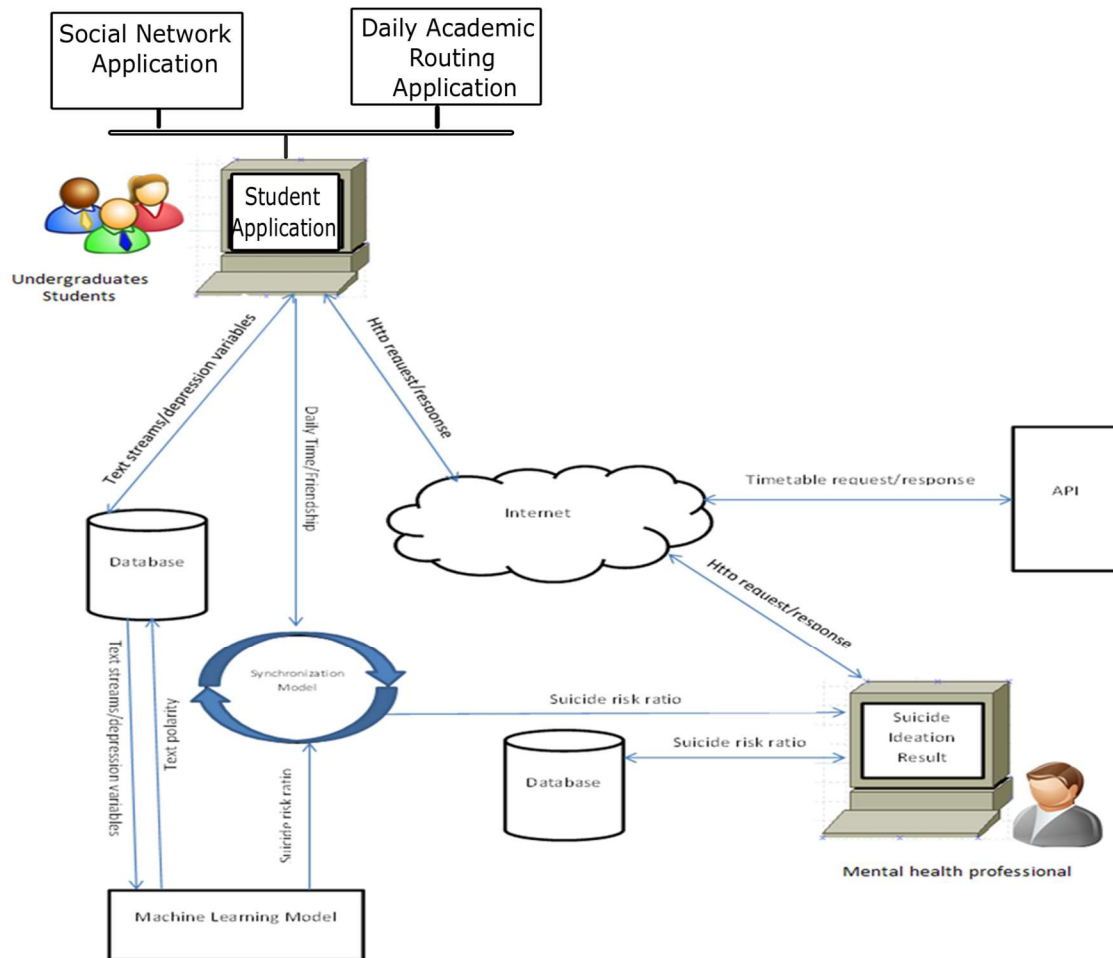 Social Network
Application
Daily Academic
Routing
Application
Student
Application
Undergraduates
Students
Text streams/depression variables
Daily Time/Friendship
Http request/response
Internet
Timetable request/response
API
Database
Http request/response
Text streams/depression variables
Text polarity
Synchronization
Model
Suicide risk ratio
Suicide risk ratio
Suicide risk ratio
Database
Suicide
Ideation
Result
Mental health professional
Machine Learning Model